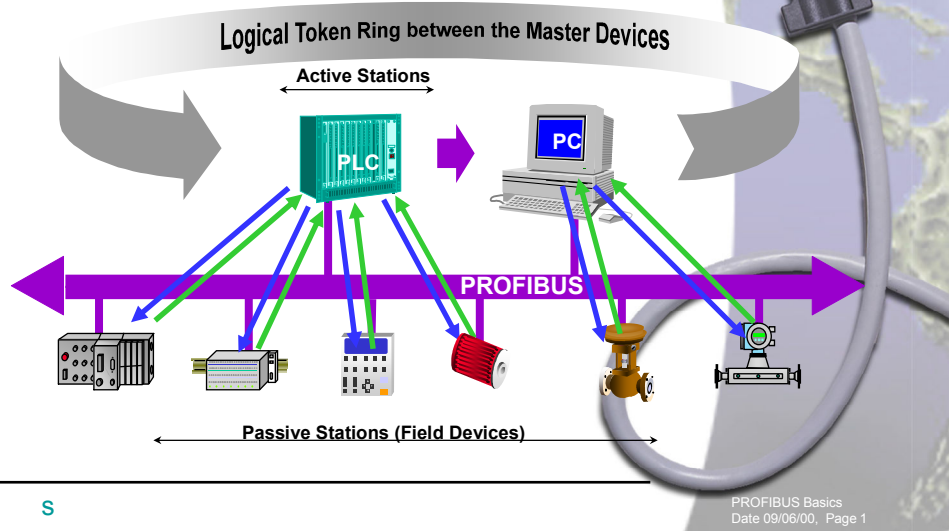 Logical Token Ring between the Master Devices
Active Stations
PLC
PC
PROFIBUS
Passive Stations (Field Devices)
s
PROFIBUS Basics
Date 09/06/00, Page 1